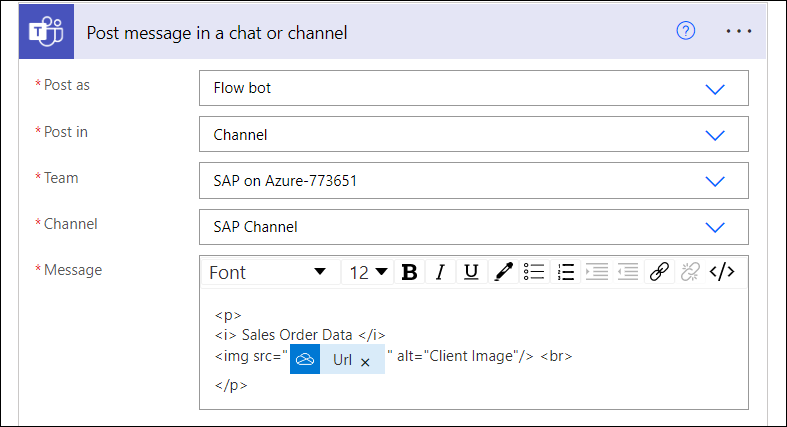 Post message in a chat or channel
* Post as
Flow bot
* Post in
Channel
* Team
SAP on Azure-773651
* Channel
SAP Channel
* Message
Font 12 B I U </>
<p>
<i> Sales Order Data </i>
<img src=" Url × " alt="Client Image"/> <br>
</p>